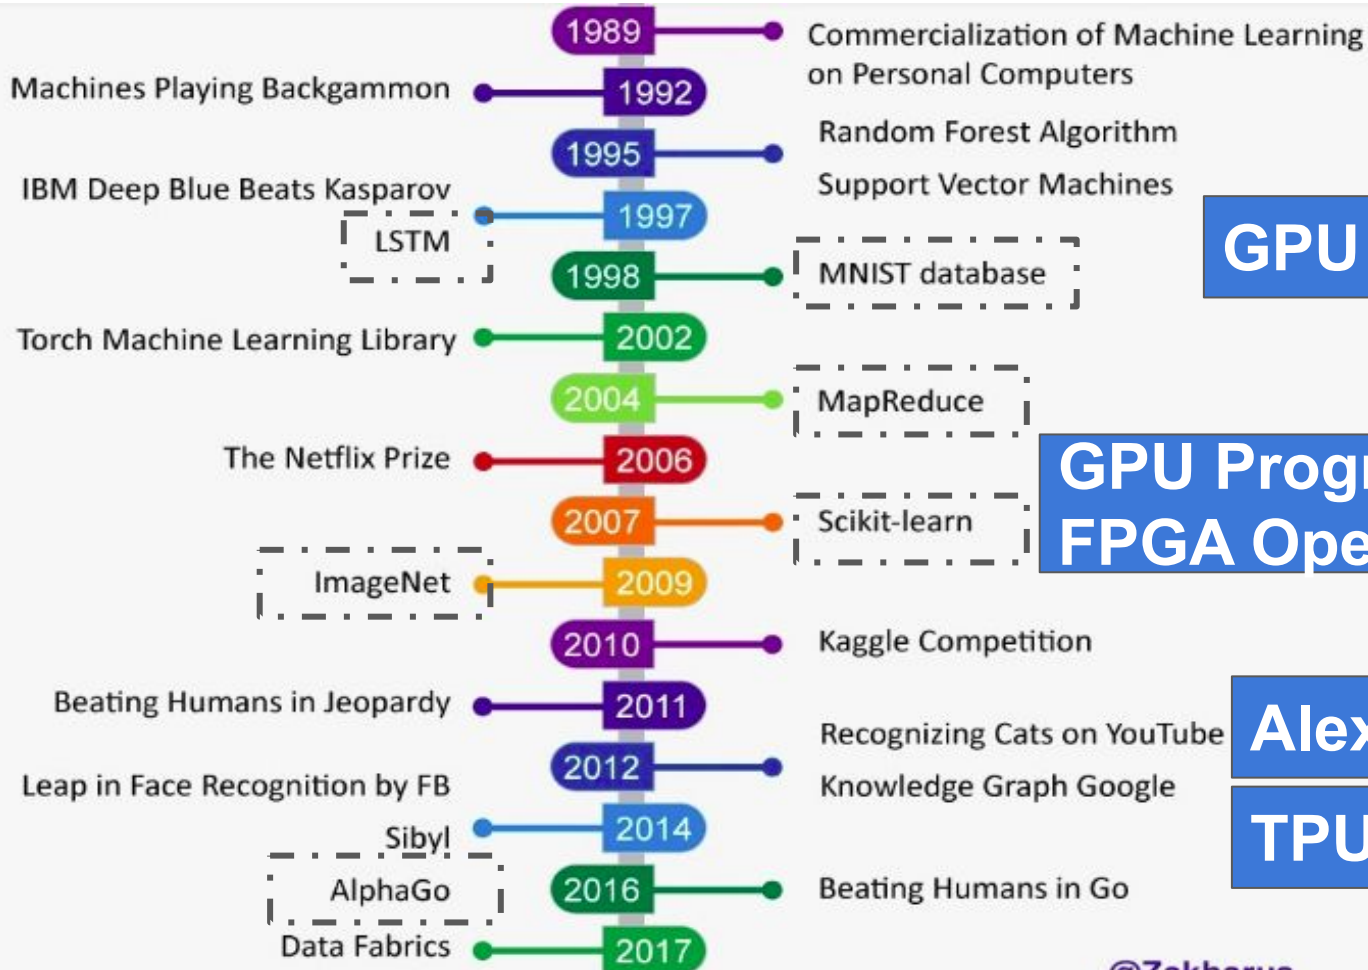 1989
Commercialization of Machine Learning
on Personal Computers
Machines Playing Backgammon
1992
1995
Random Forest Algorithm
Support Vector Machines
IBM Deep Blue Beats Kasparov
LSTM
1997
GPU
1998
MNIST database
Torch Machine Learning Library
2002
2004
MapReduce
The Netflix Prize
2006
GPU Progr
FPGA Ope
2007
Scikit-learn
ImageNet
2009
2010
Kaggle Competition
Beating Humans in Jeopardy
2011
2012
Recognizing Cats on YouTube
Knowledge Graph Google
Alex
Leap in Face Recognition by FB
Sibyl
2014
TPU
AlphaGo
2016
Beating Humans in Go
Data Fabrics
2017